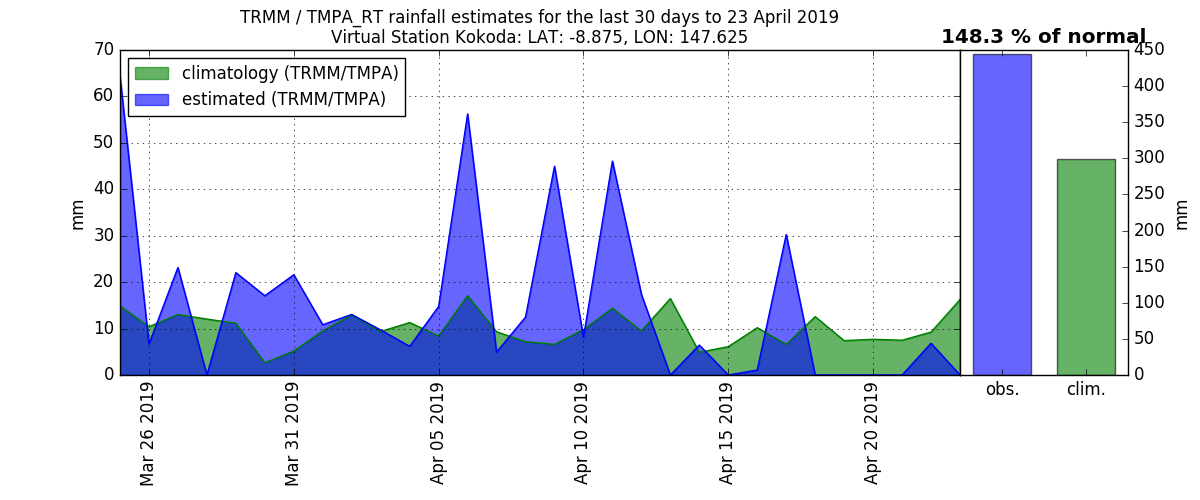 TRMM / TMPA_RT rainfall estimates for the last 30 days to 23 April 2019
Virtual Station Kokoda: LAT: -8.875, LON: 147.625
148.3 % of normal
climatology (TRMM/TMPA)
estimated (TRMM/TMPA)
70
60
50
40
30
20
10
0
mm
450
400
350
300
250
200
150
100
50
0
mm
Mar 26 2019
Mar 31 2019
Apr 05 2019
Apr 10 2019
Apr 15 2019
Apr 20 2019
obs.
clim.